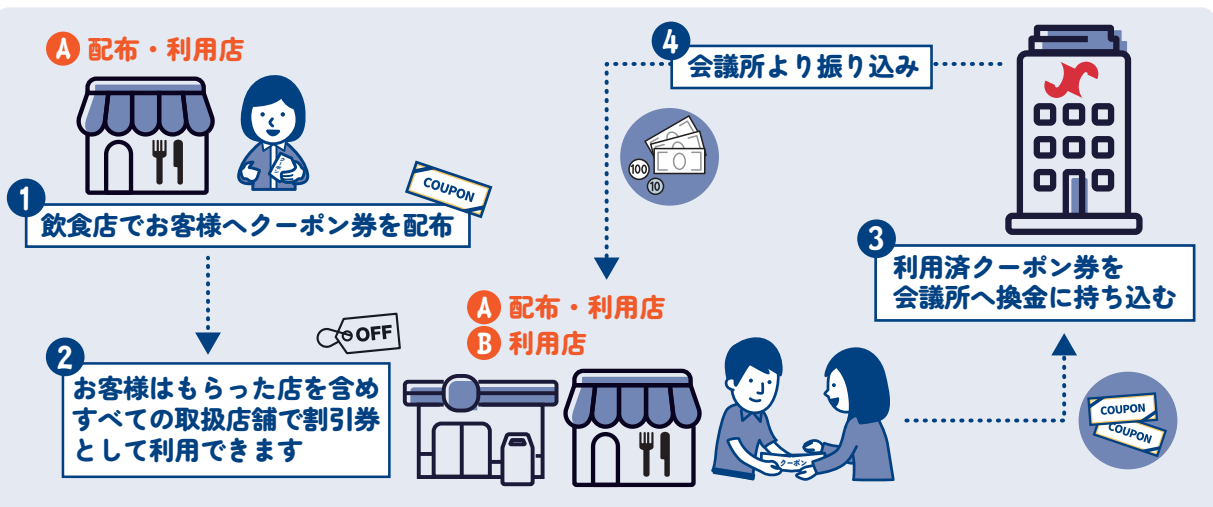 A 配布・利用店
1
飲食店でお客様へクーポン券を配布
COUPON
2
お客様はもらった店を含め
すべての取扱店舗で割引券
として利用できます
OFF
A 配布・利用店
B 利用店
クーポン
3
利用済クーポン券を
会議所へ換金に持ち込む
COUPON
COUPON
4
会議所より振り込み
100
10